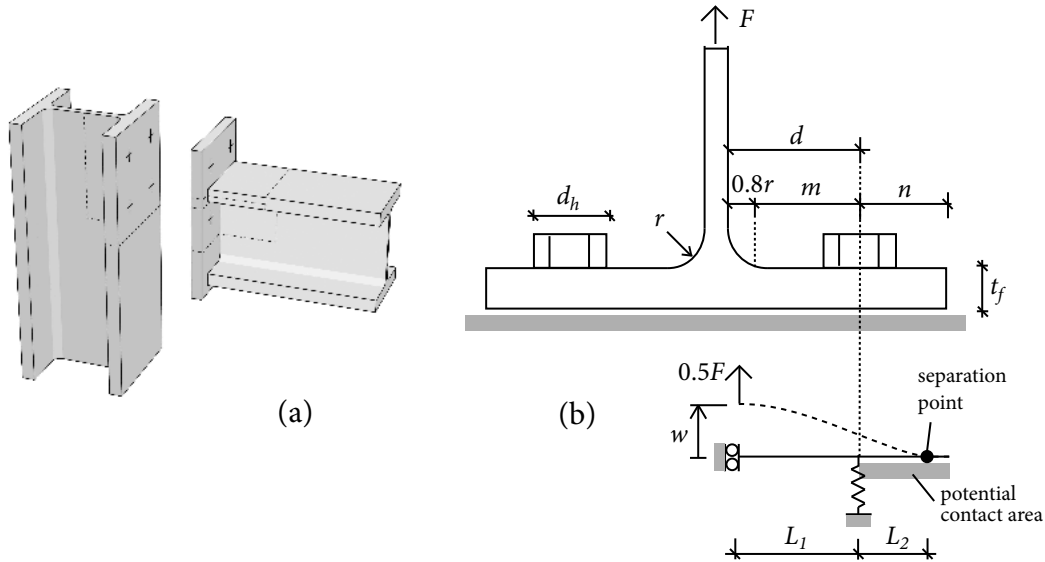 F
d
0.8r
m
n
d_h
r
t_f
0.5F
separation
point
w
(a)
(b)
potential
contact area
L_1
L_2